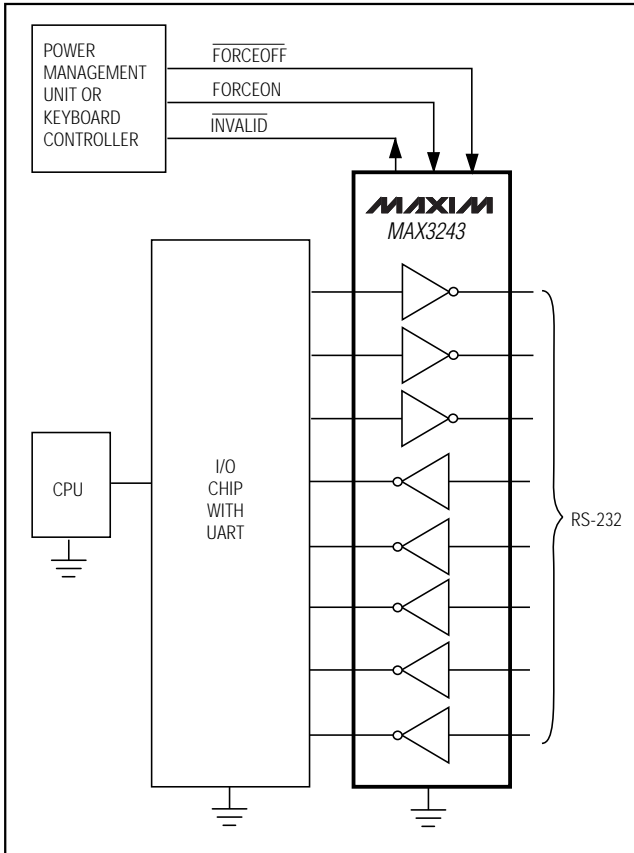 POWER
MANAGEMENT
UNIT OR
KEYBOARD
CONTROLLER
FORCEOFF
FORCEON
INVALID
MAXIM
MAX3243
CPU
I/O
CHIP
WITH
UART
RS-232